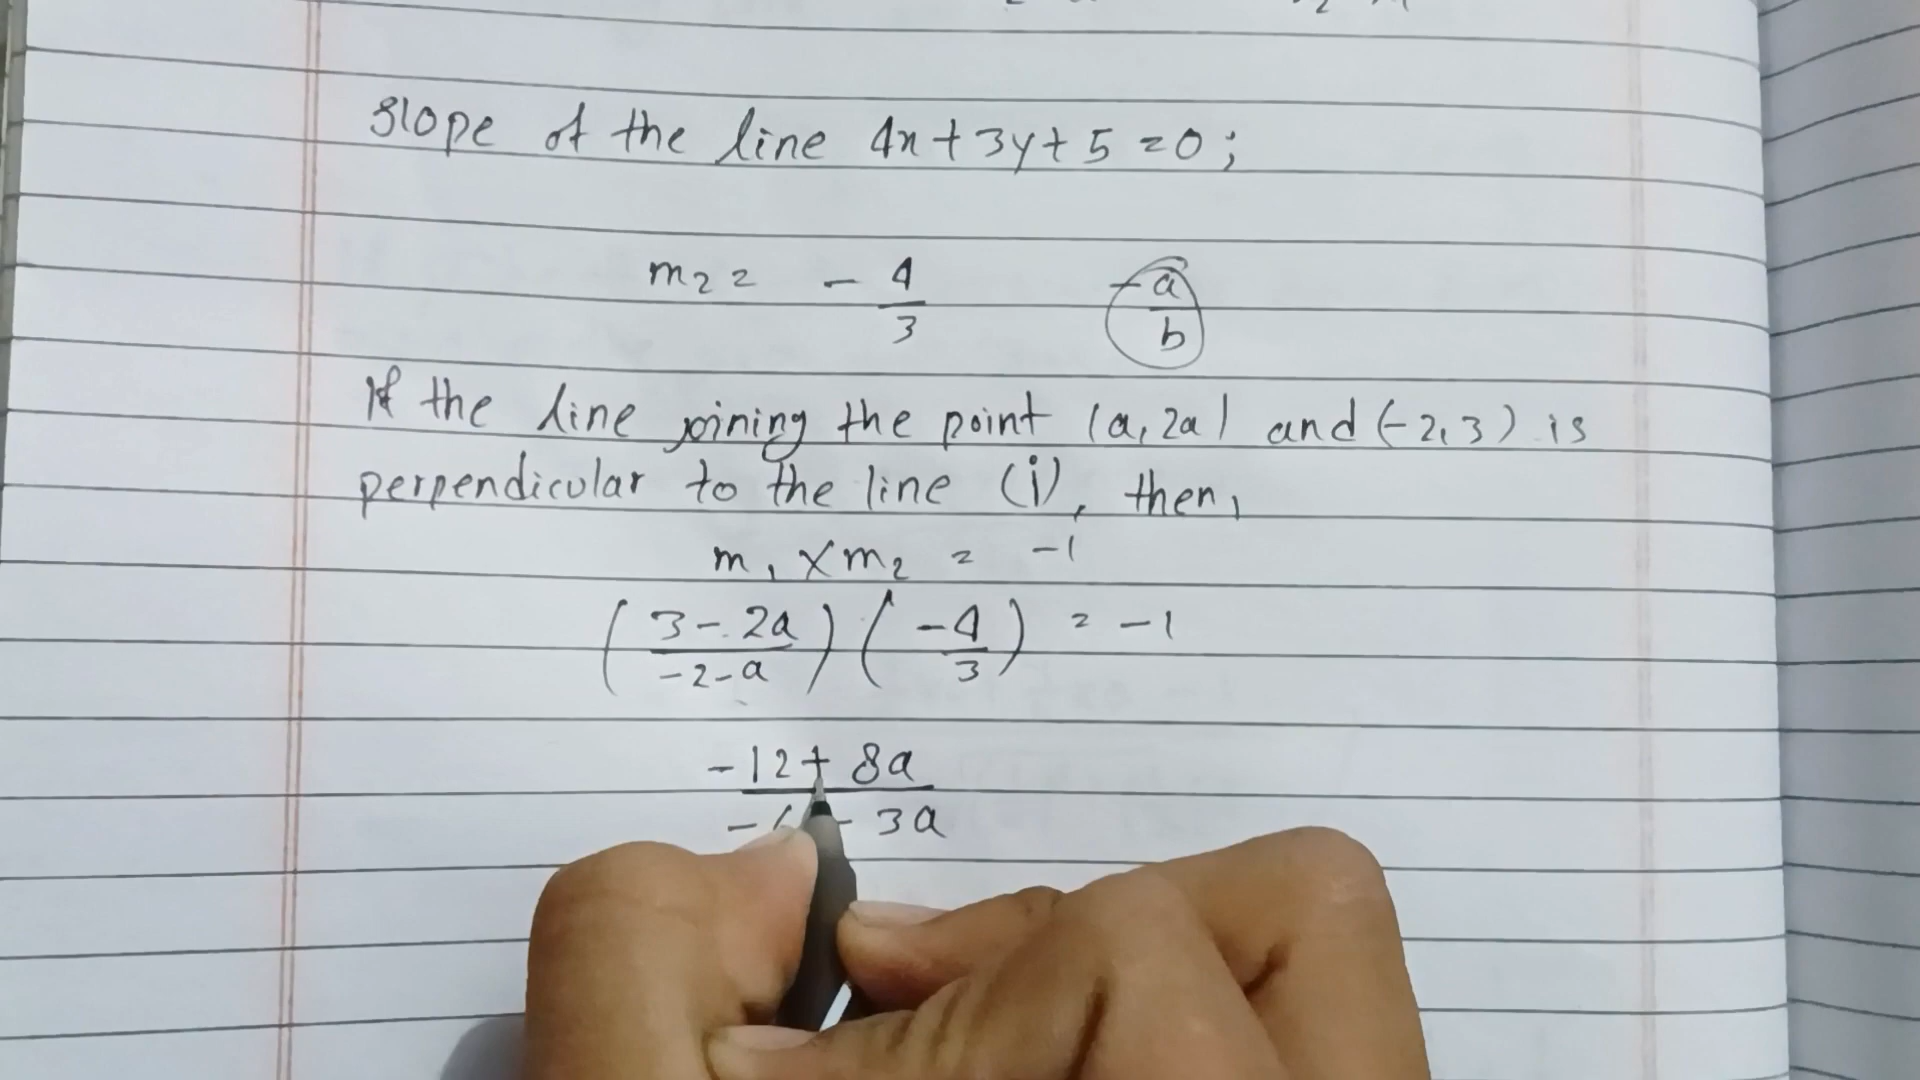 Slope of the line 4x+3y+5=0;
m2 = - 4/3 -a/b
If the line joining the point (a,2a) and (-2,3) is
perpendicular to the line (i), then,
m1 × m2 = -1
(3-2a/-2-a) (-4/3) = -1
-12+8a/-6-3a